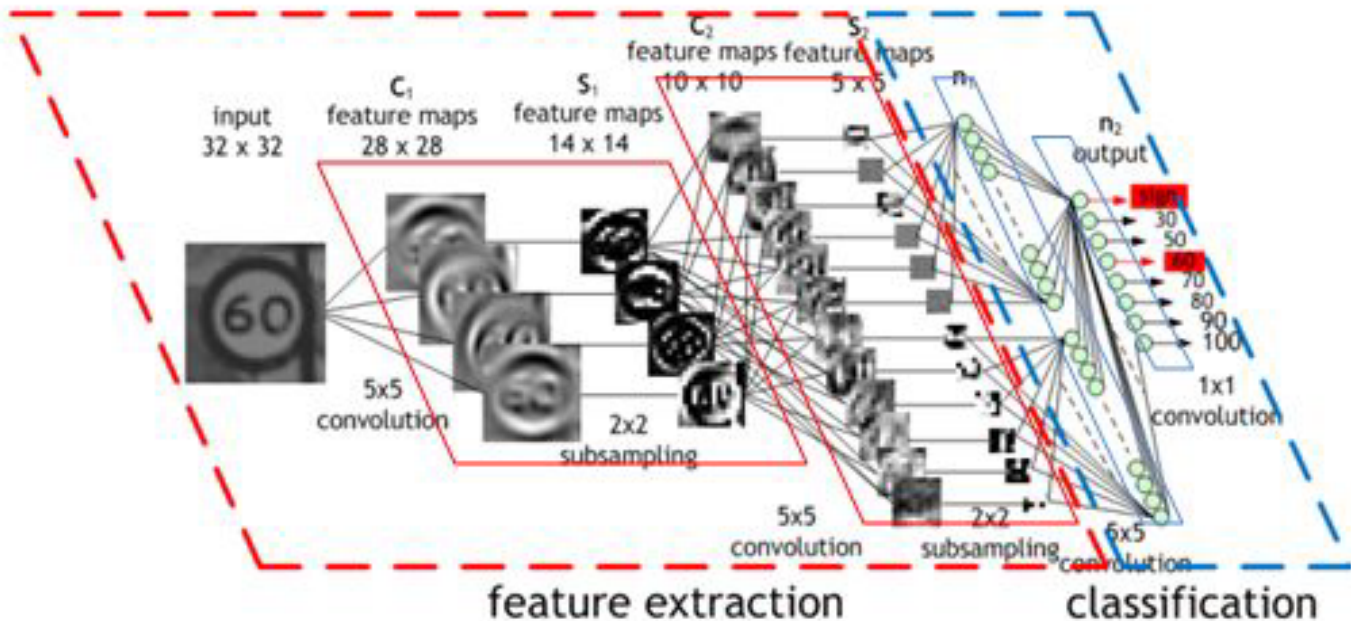 input
32 x 32
C1
feature maps
28 x 28
S1
feature maps
14 x 14
C2
feature maps
10 x 10
S2
feature maps
5 x 5
n1
n2
output
sign
30
50
60
70
80
90
100
60
5x5
convolution
2x2
subsampling
5x5
convolution
2x2
subsampling
6x5
convolution
1x1
convolution
feature extraction
classification